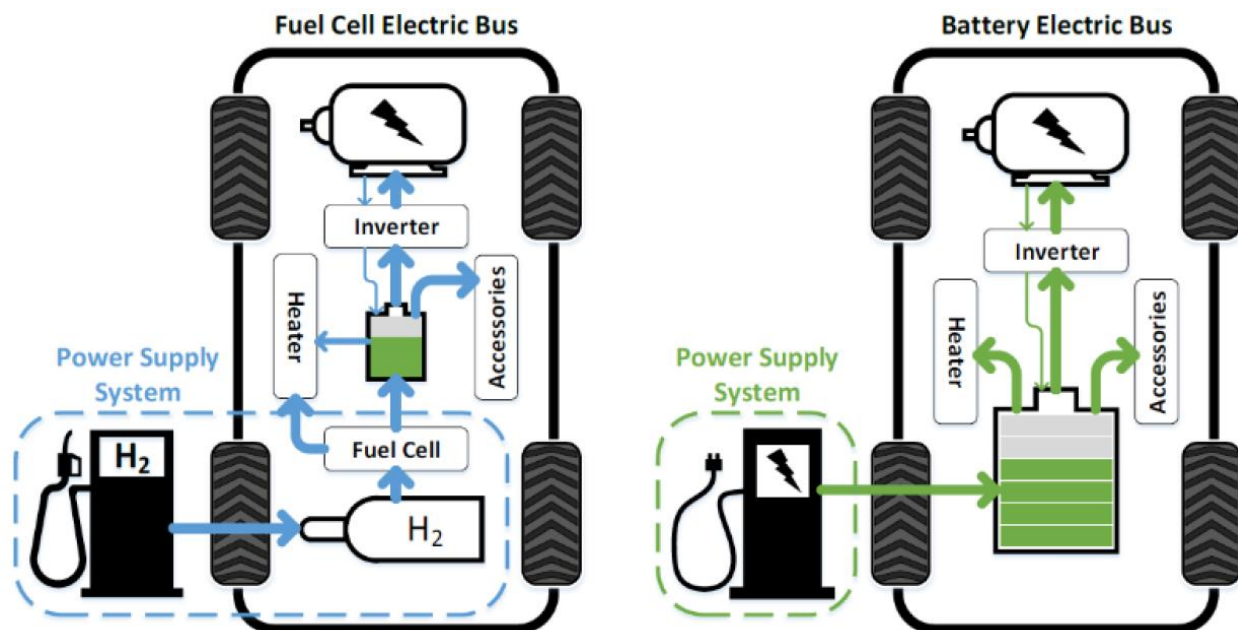 Fuel Cell Electric Bus
Inverter
Heater
Accessories
Power Supply
System
H₂
Fuel Cell
H₂
Battery Electric Bus
Inverter
Heater
Accessories
Power Supply
System